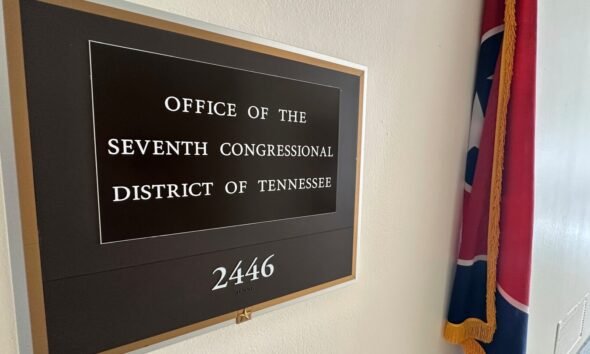 OFFICE OF THE
SEVENTH CONGRESSIONAL
DISTRICT OF TENNESSEE
2446